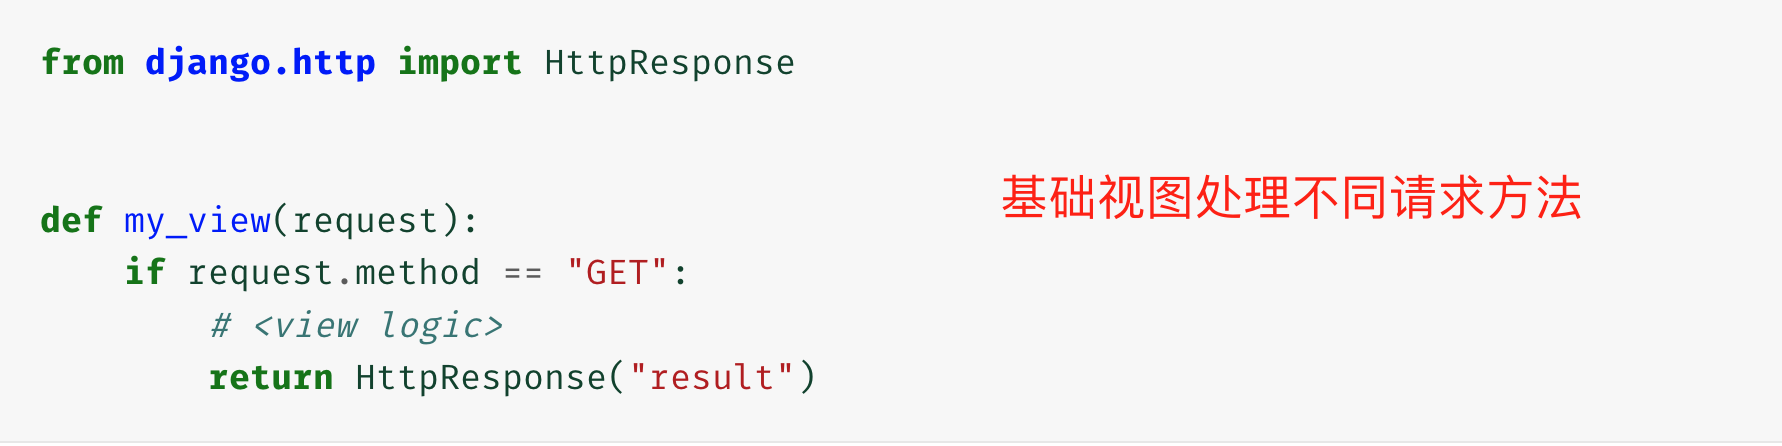 from django.http import HttpResponse
基础视图处理不同请求方法
def my_view(request):
    if request.method == "GET":
        # <view logic>
        return HttpResponse("result")